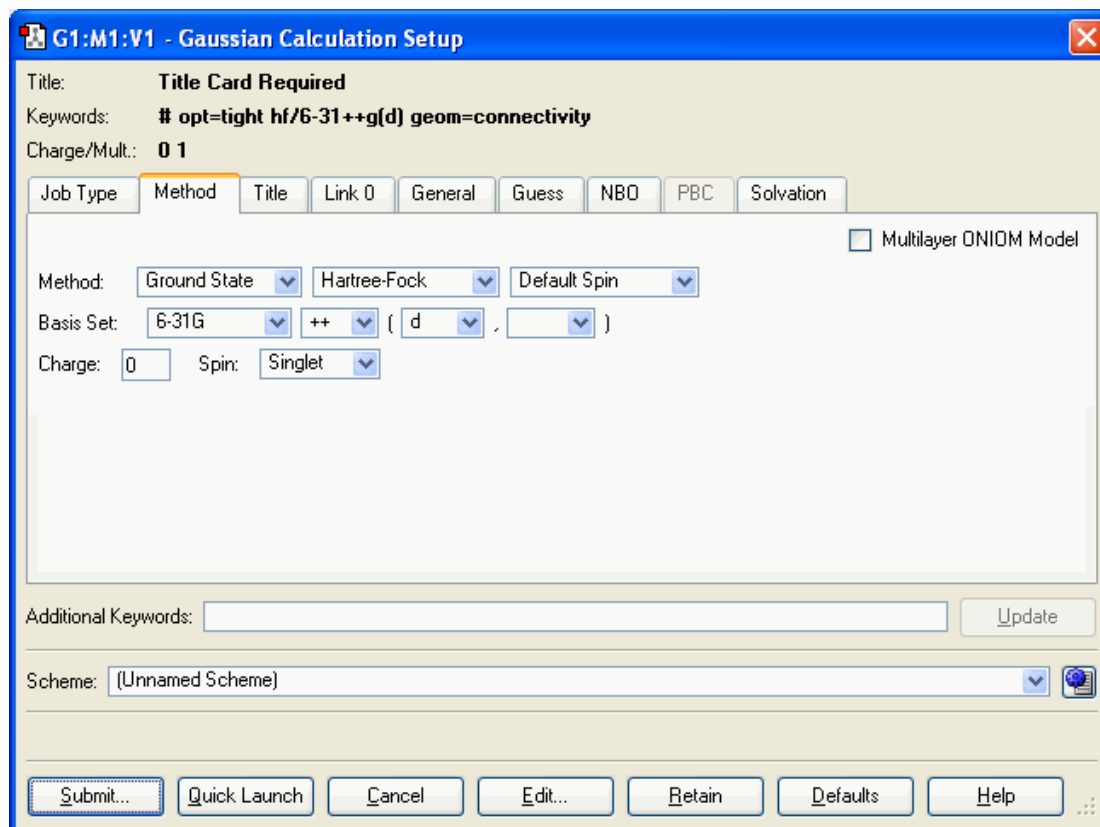 G1:M1:V1 - Gaussian Calculation Setup
Title: Title Card Required
Keywords: # opt=tight hf/6-31++g(d) geom=connectivity
Charge/Mult.: 0 1
Job Type Method Title Link 0 General Guess NBO PBC Solvation
Multilayer ONIOM Model
Method: Ground State Hartree-Fock Default Spin
Basis Set: 6-31G ++ ( d , )
Charge: 0 Spin: Singlet
Additional Keywords: Update
Scheme: (Unnamed Scheme)
Submit... Quick Launch Cancel Edit... Retain Defaults Help